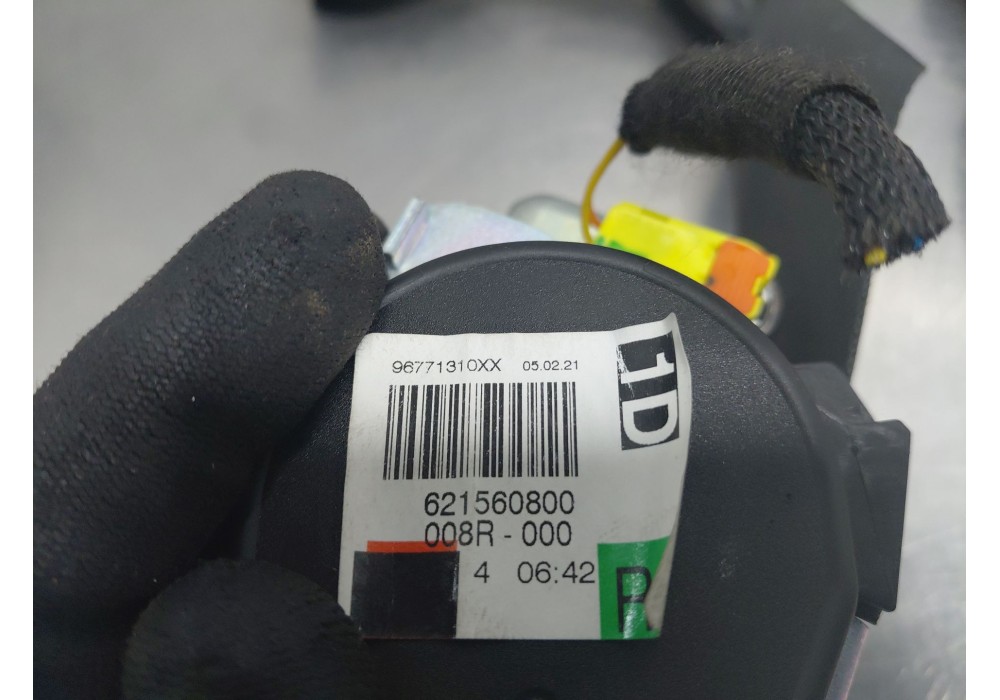 96771310XX 05.02.21
1D
621560800
008R - 000
4 06:42
R